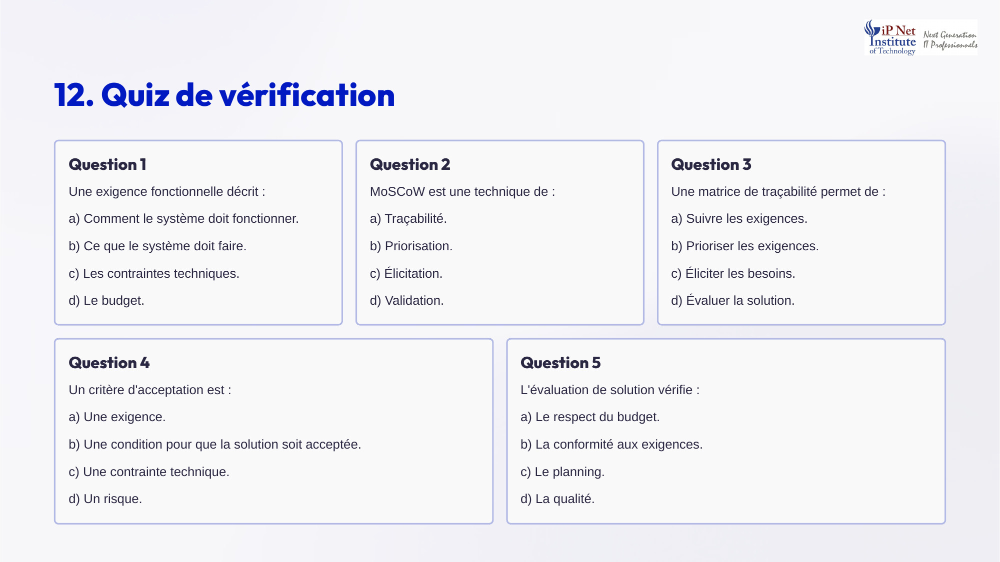 iP Net
Institute
of Technology
Next Generation
IT Professionnels
12. Quiz de vérification
Question 1
Une exigence fonctionnelle décrit :
a) Comment le système doit fonctionner.
b) Ce que le système doit faire.
c) Les contraintes techniques.
d) Le budget.
Question 2
MoSCoW est une technique de :
a) Traçabilité.
b) Priorisation.
c) Élicitation.
d) Validation.
Question 3
Une matrice de traçabilité permet de :
a) Suivre les exigences.
b) Prioriser les exigences.
c) Éliciter les besoins.
d) Évaluer la solution.
Question 4
Un critère d'acceptation est :
a) Une exigence.
b) Une condition pour que la solution soit acceptée.
c) Une contrainte technique.
d) Un risque.
Question 5
L'évaluation de solution vérifie :
a) Le respect du budget.
b) La conformité aux exigences.
c) Le planning.
d) La qualité.